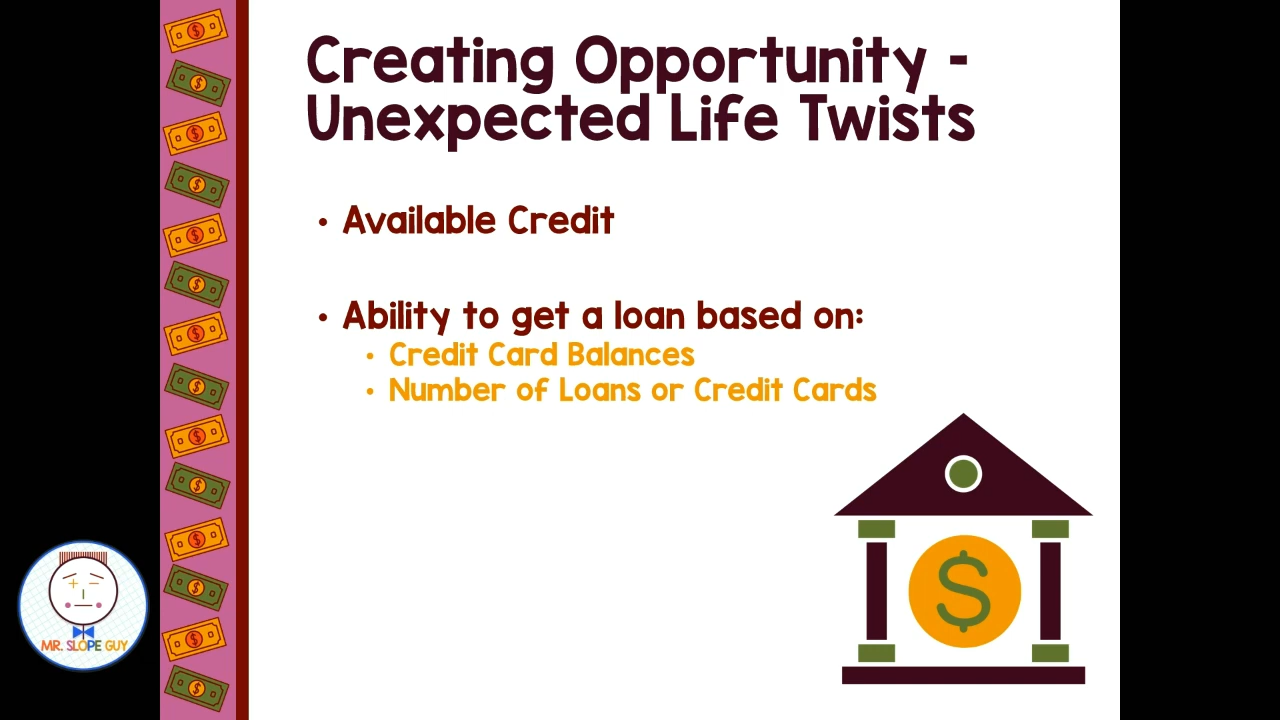 Creating Opportunity -
Unexpected Life Twists
• Available Credit
• Ability to get a loan based on:
• Credit Card Balances
• Number of Loans or Credit Cards
$
MR. SLOPE GUY